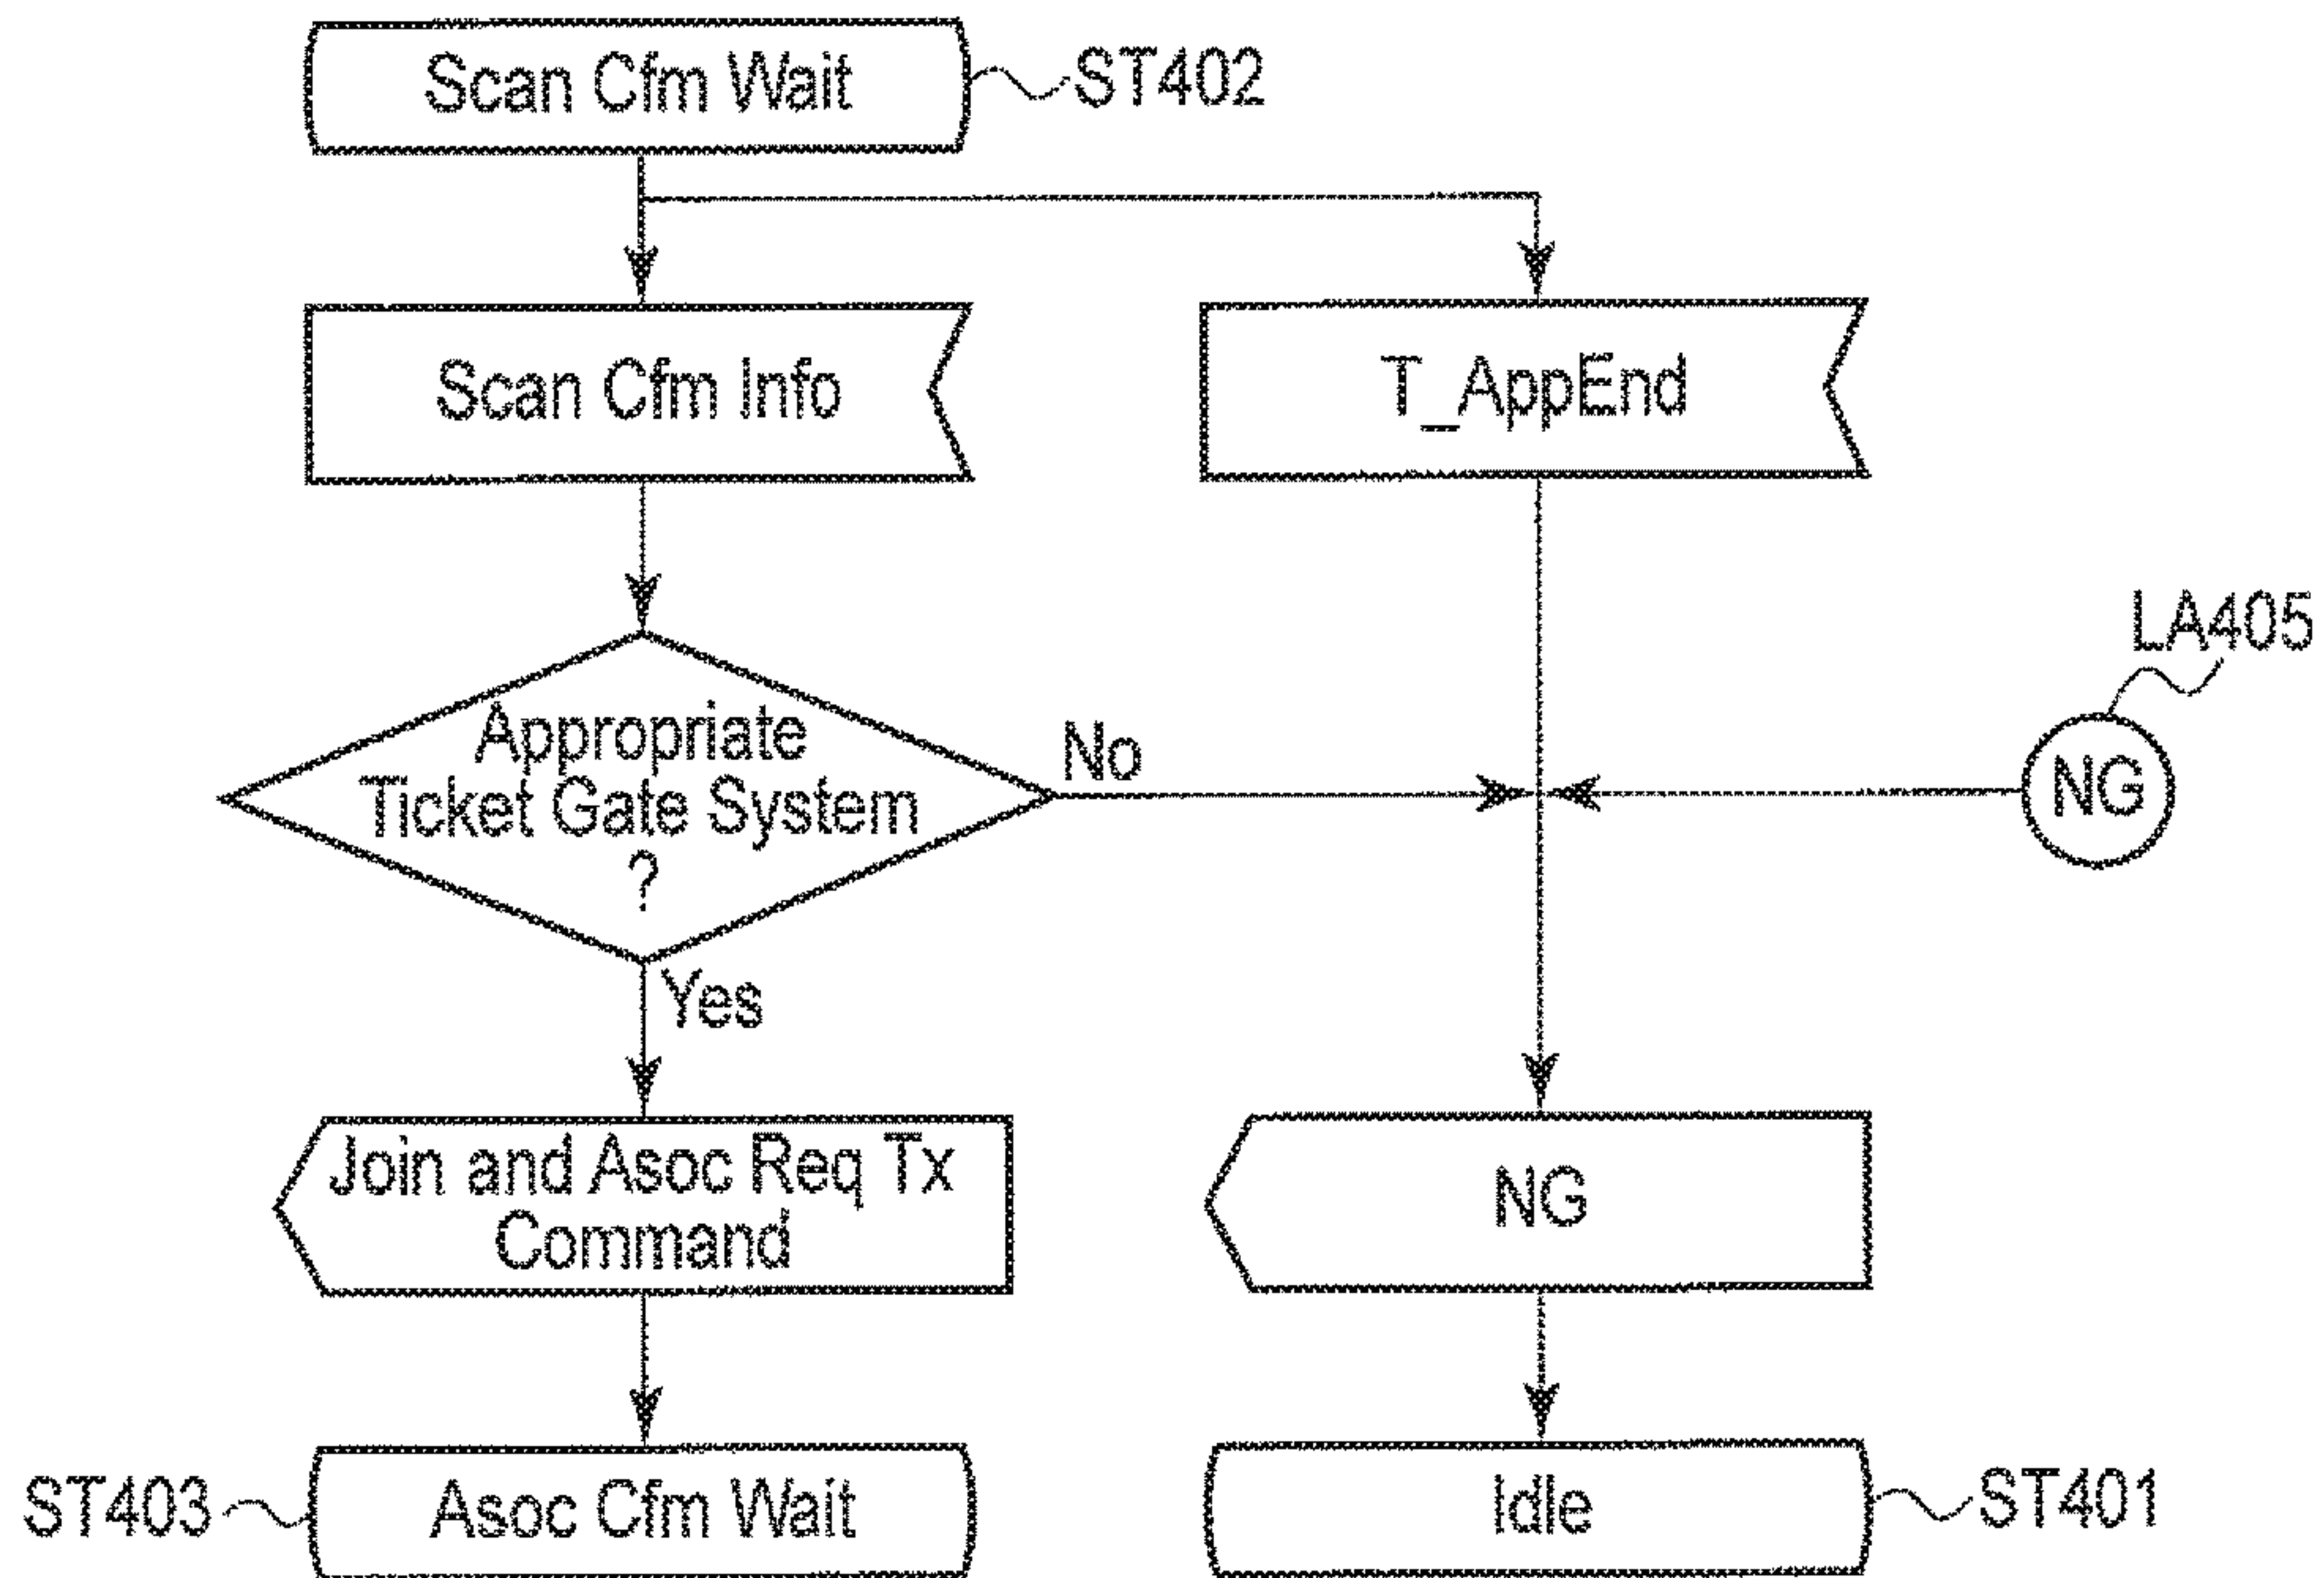 Scan Cfm Wait
ST402
Scan Cfm Info
T_AppEnd
LA405
Appropriate
Ticket Gate System
?
No
NG
Yes
Join and Asoc Req Tx
Command
NG
ST403
Asoc Cfm Wait
Idle
ST401